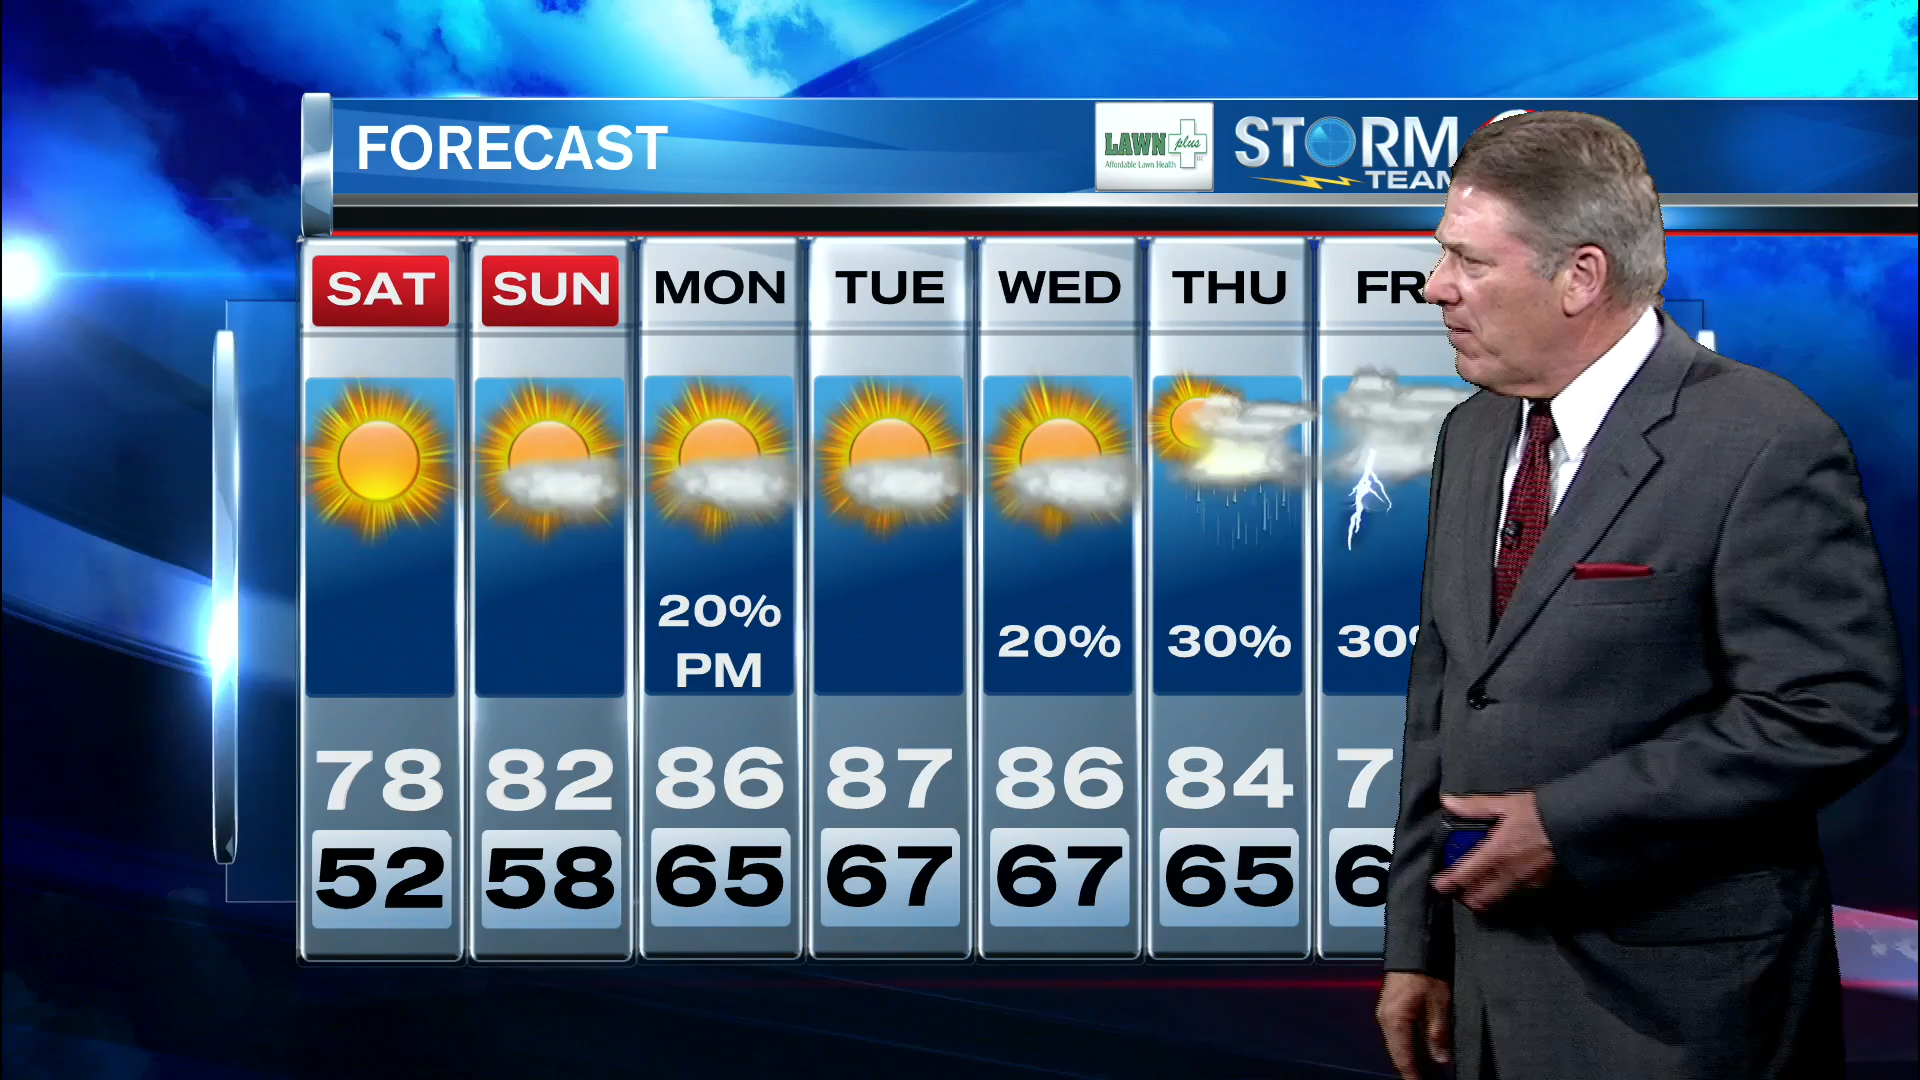 FORECAST
LAWN plus
Affordable Lawn Health
STORM
TEAM
SAT SUN MON TUE WED THU
20%
PM
20% 30%
78 82 86 87 86 84
52 58 65 67 67 65